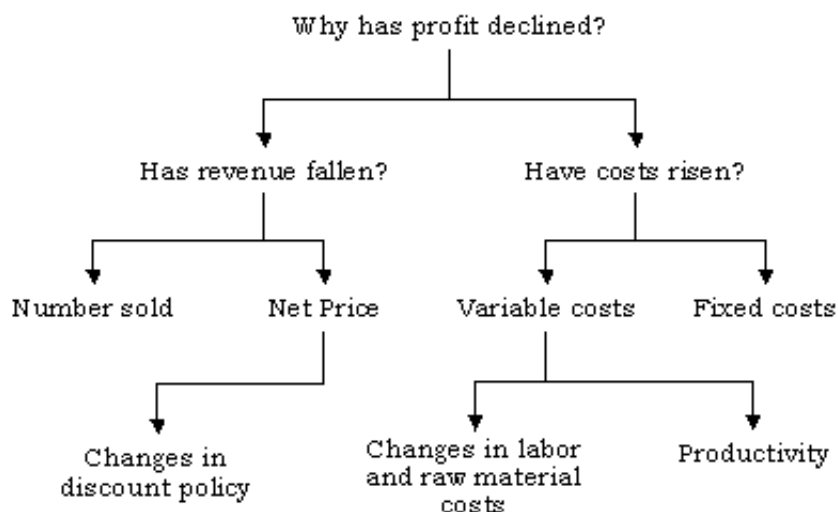 Why has profit declined?
Has revenue fallen?
Have costs risen?
Number sold
Net Price
Variable costs
Fixed costs
Changes in
discount policy
Changes in labor
and raw material
costs
Productivity